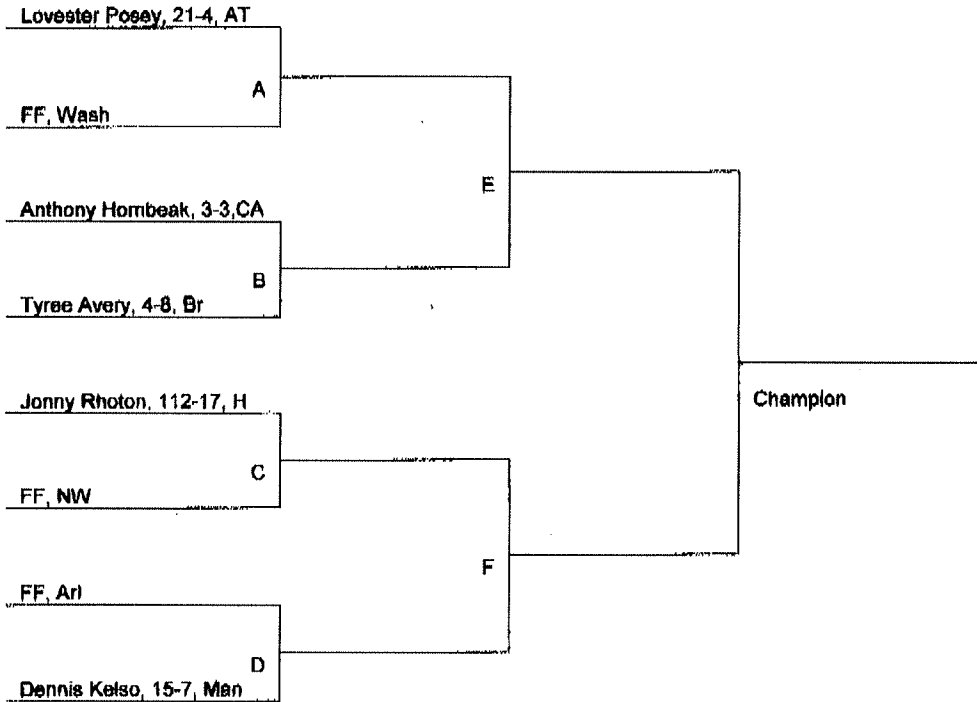 Lovester Posey, 21-4, AT
A
FF, Wash
E
Anthony Hornbeak, 3-3,CA
B
Tyree Avery, 4-8, Br
Jonny Rhoton, 112-17, H
Champion
C
FF, NW
F
FF, Arl
D
Dennis Kelso, 15-7, Man